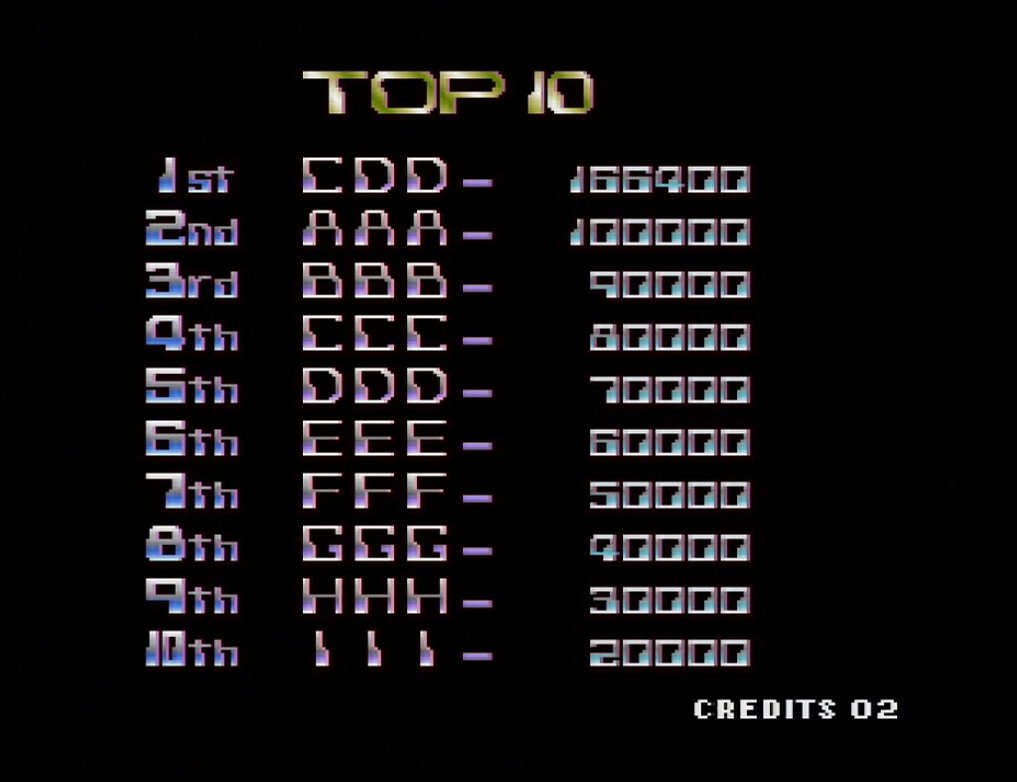 TOP 10
1st CDD - 166400
2nd AAA - 100000
3rd BBB - 90000
4th CCC - 80000
5th DDD - 70000
6th EEE - 60000
7th FFF - 50000
8th GGG - 40000
9th HHH - 30000
10th III - 20000
CREDITS 02